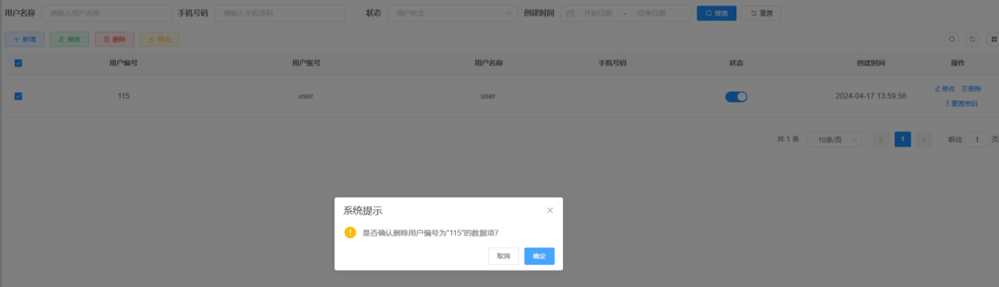 用户名称 请输入用户名称 手机号码 请输入手机号码 状态 用户状态 创建时间 开始日期 - 结束日期 搜索 重置
新增 修改 删除 导出
用户编号 用户账号 用户名称 手机号码 状态 创建时间 操作
115 user user 2024-04-17 13:59:56 修改 删除
重置密码
共 1 条 10条/页 1 前往 1 页
系统提示
是否确认删除用户编号为"115"的数据项?
取消 确定